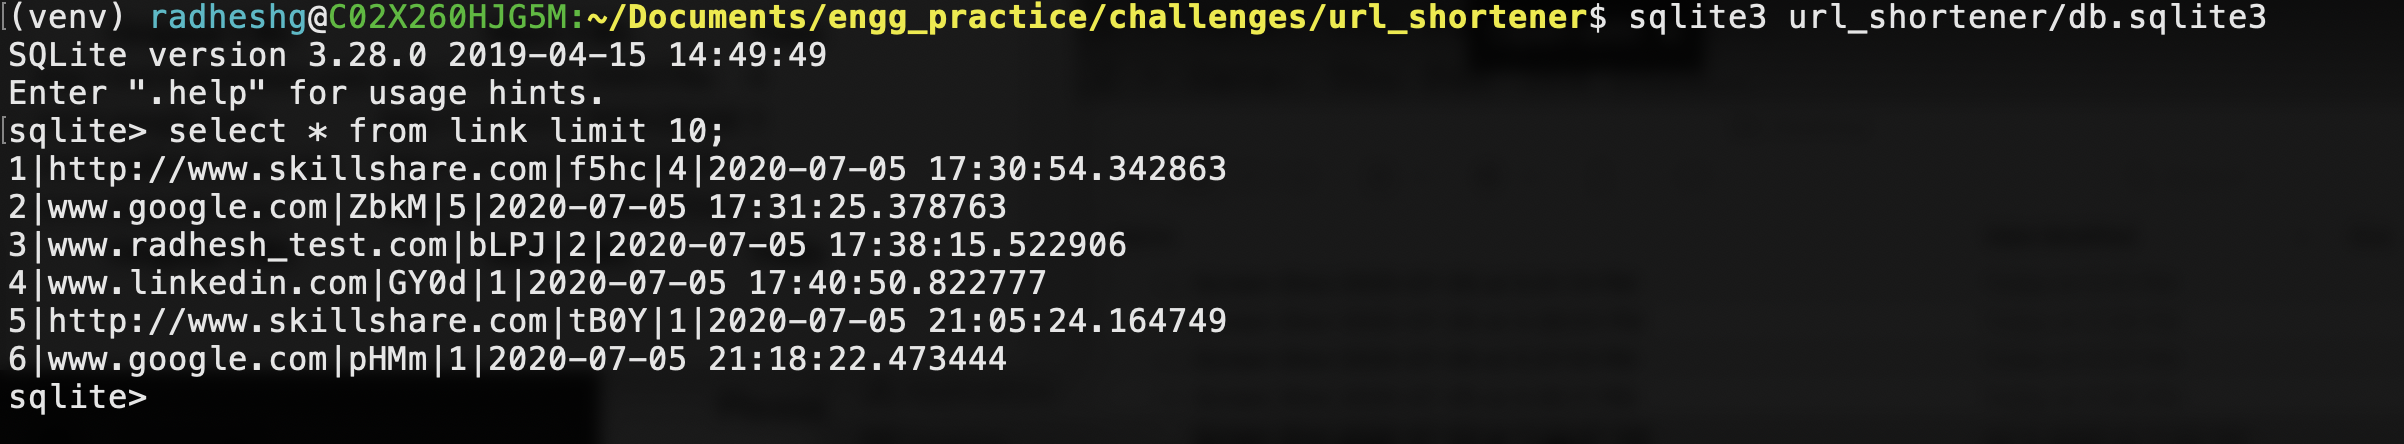 (venv) radheshg@C02X260HJG5M:~/Documents/engg_practice/challenges/url_shortener$ sqlite3 url_shortener/db.sqlite3
SQLite version 3.28.0 2019-04-15 14:49:49
Enter ".help" for usage hints.
sqlite> select * from link limit 10;
1|http://www.skillshare.com|f5hc|4|2020-07-05 17:30:54.342863
2|www.google.com|ZbkM|5|2020-07-05 17:31:25.378763
3|www.radhesh_test.com|bLPJ|2|2020-07-05 17:38:15.522906
4|www.linkedin.com|GY0d|1|2020-07-05 17:40:50.822777
5|http://www.skillshare.com|tB0Y|1|2020-07-05 21:05:24.164749
6|www.google.com|pHMm|1|2020-07-05 21:18:22.473444
sqlite>